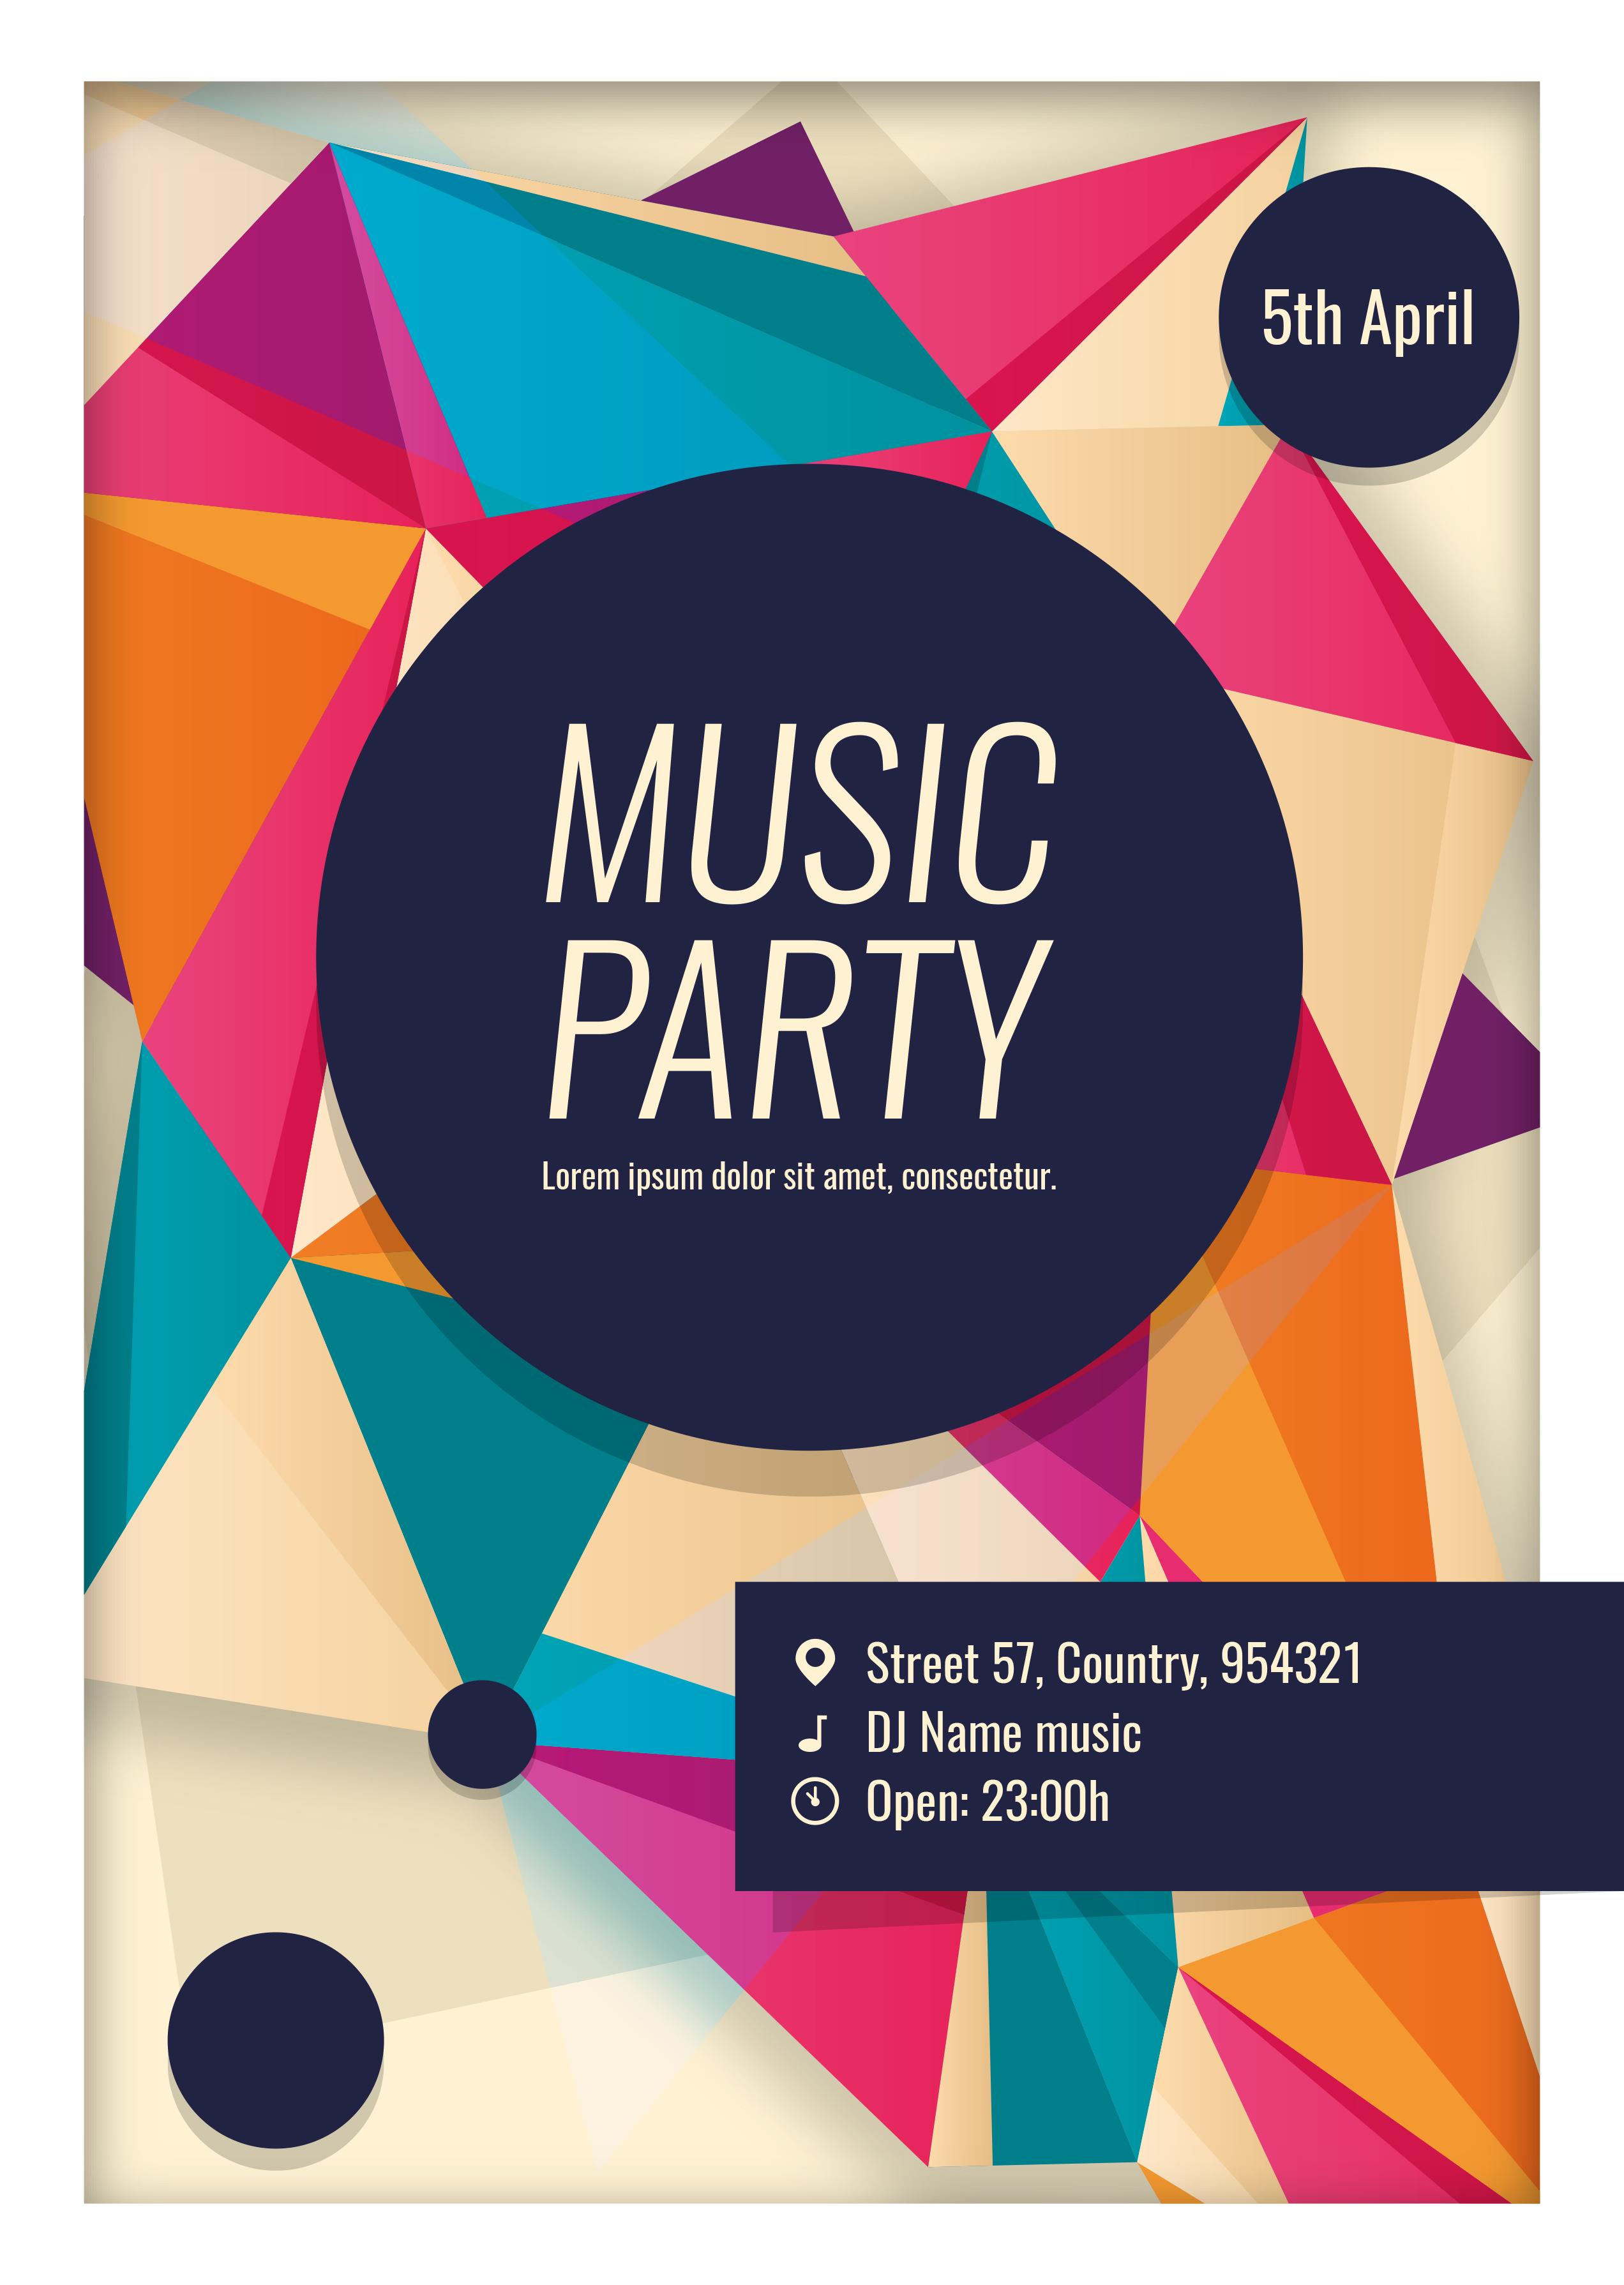 5th April
MUSIC
PARTY
Lorem ipsum dolor sit amet, consectetur.
Street 57, Country, 954321
DJ Name music
Open: 23:00h